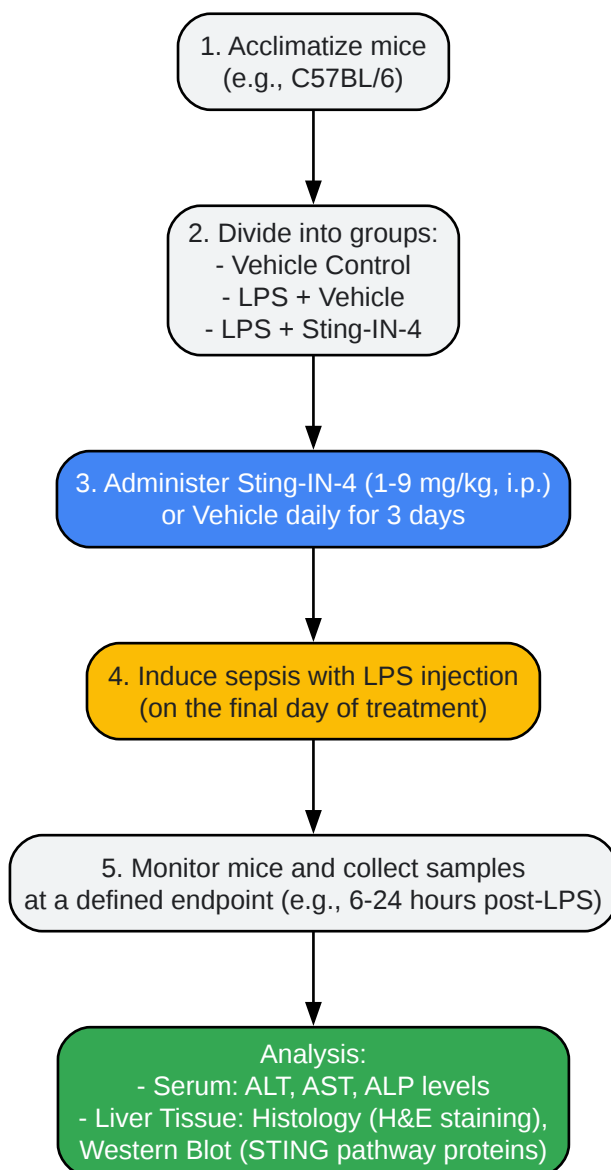 1. Acclimatize mice
(e.g., C57BL/6)
2. Divide into groups:
- Vehicle Control
- LPS + Vehicle
- LPS + Sting-IN-4
3. Administer Sting-IN-4 (1-9 mg/kg, i.p.)
or Vehicle daily for 3 days
4. Induce sepsis with LPS injection
(on the final day of treatment)
5. Monitor mice and collect samples
at a defined endpoint (e.g., 6-24 hours post-LPS)
Analysis:
- Serum: ALT, AST, ALP levels
- Liver Tissue: Histology (H&E staining),
Western Blot (STING pathway proteins)